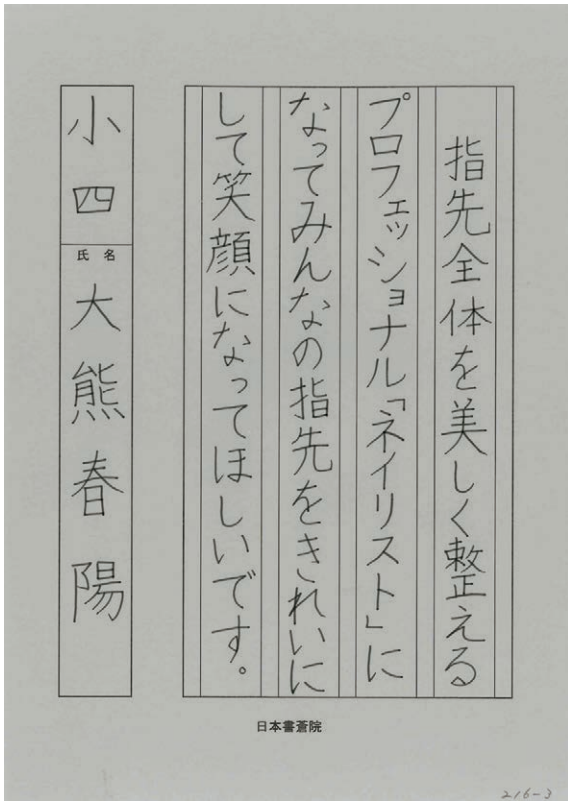 指先全体を美しく整える
プロフェッショナル「ネイリスト」に
なってみんなの指先をきれいに
して笑顔になってほしいです。
小四
氏名
大熊春陽
日本書蒼院
216-3